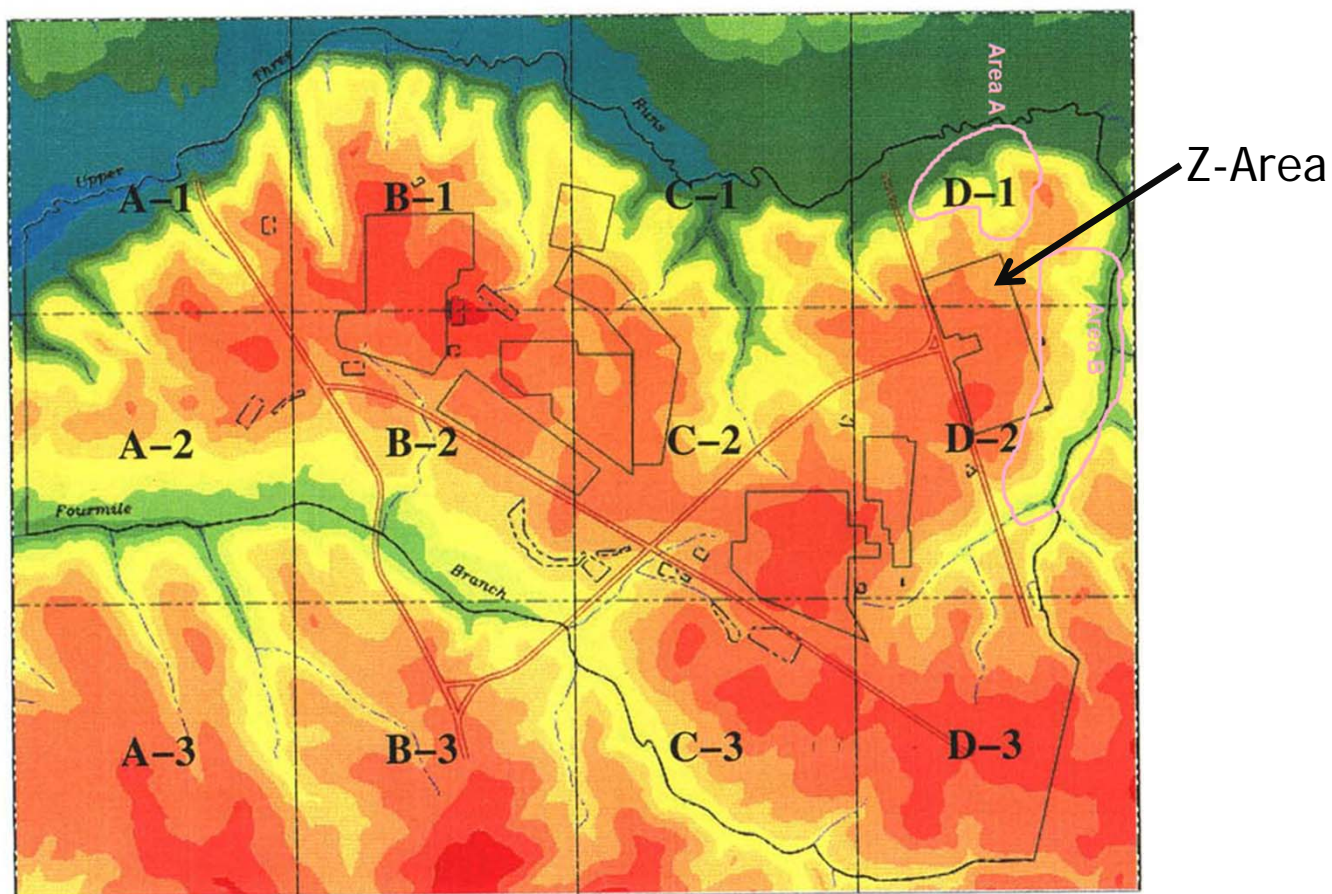 Area A
Three
Runs
Z-Area
Upper
A-1
B-1
C-1
D-1
Area B
A-2
B-2
C-2
D-2
Fourmile
Branch
A-3
B-3
C-3
D-3